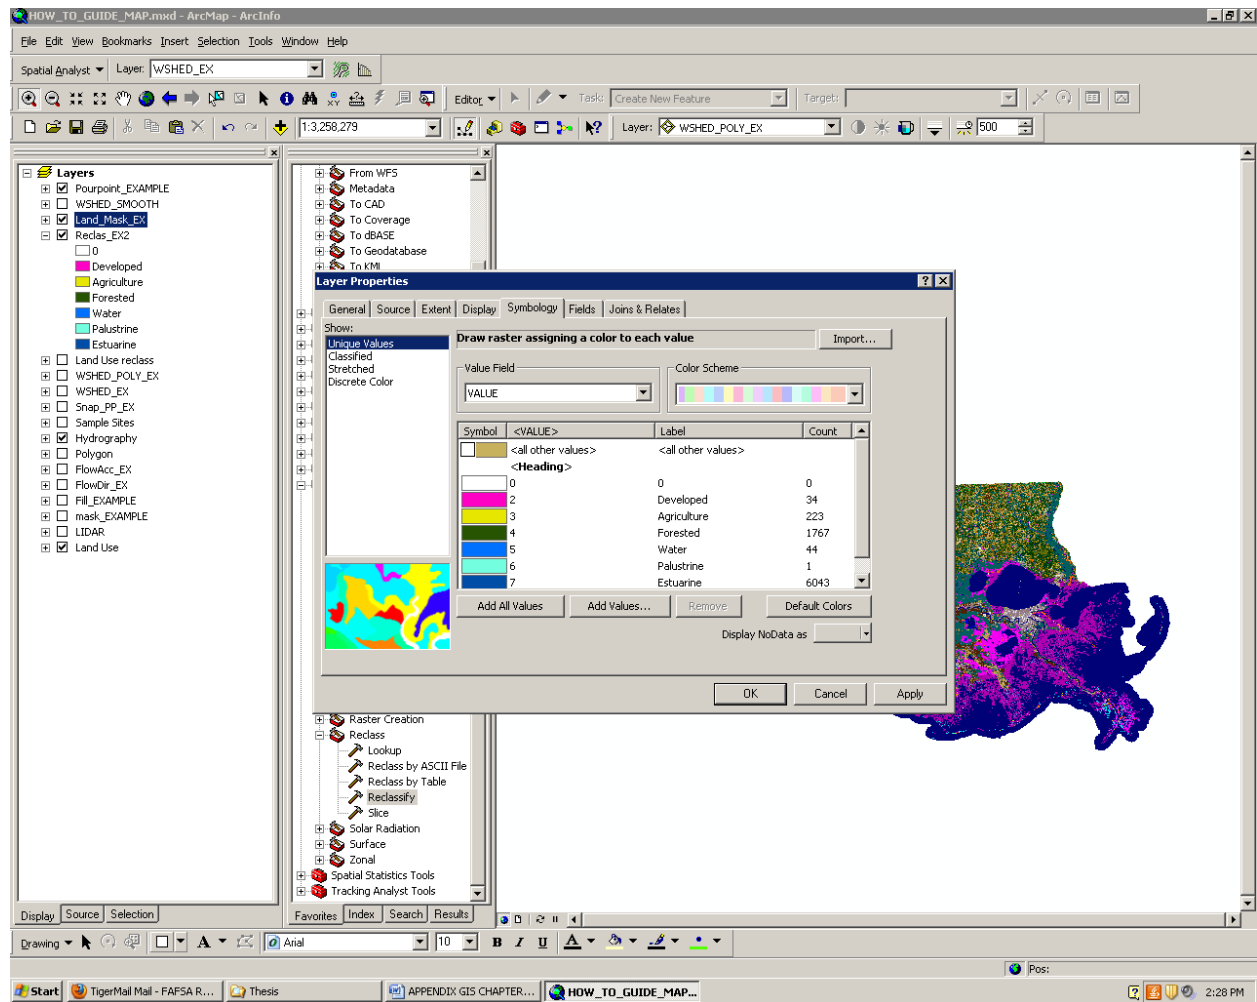 HOW_TO_GUIDE_MAP.mxd - ArcMap - ArcInfo
File Edit View Bookmarks Insert Selection Tools Window Help
Spatial Analyst Layer: WSHED_EX
Editor Task: Create New Feature Target:
1:3,258,279 Layer: WSHED_POLY_EX 500
Layers
Pourpoint_EXAMPLE
WSHED_SMOOTH
Land_Mask_EX
Reclas_EX2
0
Developed
Agriculture
Forested
Water
Palustrine
Estuarine
Land Use reclass
WSHED_POLY_EX
WSHED_EX
Snap_PP_EX
Sample Sites
Hydrography
Polygon
FlowAcc_EX
FlowDir_EX
Fill_EXAMPLE
mask_EXAMPLE
LIDAR
Land Use
From WFS
Metadata
To CAD
To Coverage
To dBASE
To Geodatabase
To KML
Layer Properties
General Source Extent Display Symbology Fields Joins & Relates
Show:
Unique Values
Classified
Stretched
Discrete Color
Draw raster assigning a color to each value Import...
Value Field Color Scheme
VALUE
Symbol <VALUE> Label Count
<all other values> <all other values>
<Heading>
0 0 0
2 Developed 34
3 Agriculture 223
4 Forested 1767
5 Water 44
6 Palustrine 1
7 Estuarine 6043
Add All Values Add Values... Remove Default Colors
Display NoData as
OK Cancel Apply
Raster Creation
Reclass
Lookup
Reclass by ASCII File
Reclass by Table
Reclassify
Slice
Solar Radiation
Surface
Zonal
Spatial Statistics Tools
Tracking Analyst Tools
Display Source Selection
Favorites Index Search Results
Drawing A Arial 10 B I U A
Pos:
Start TigerMail Mail - FAFSA R... Thesis APPENDIX GIS CHAPTER... HOW_TO_GUIDE_MAP... 2:28 PM